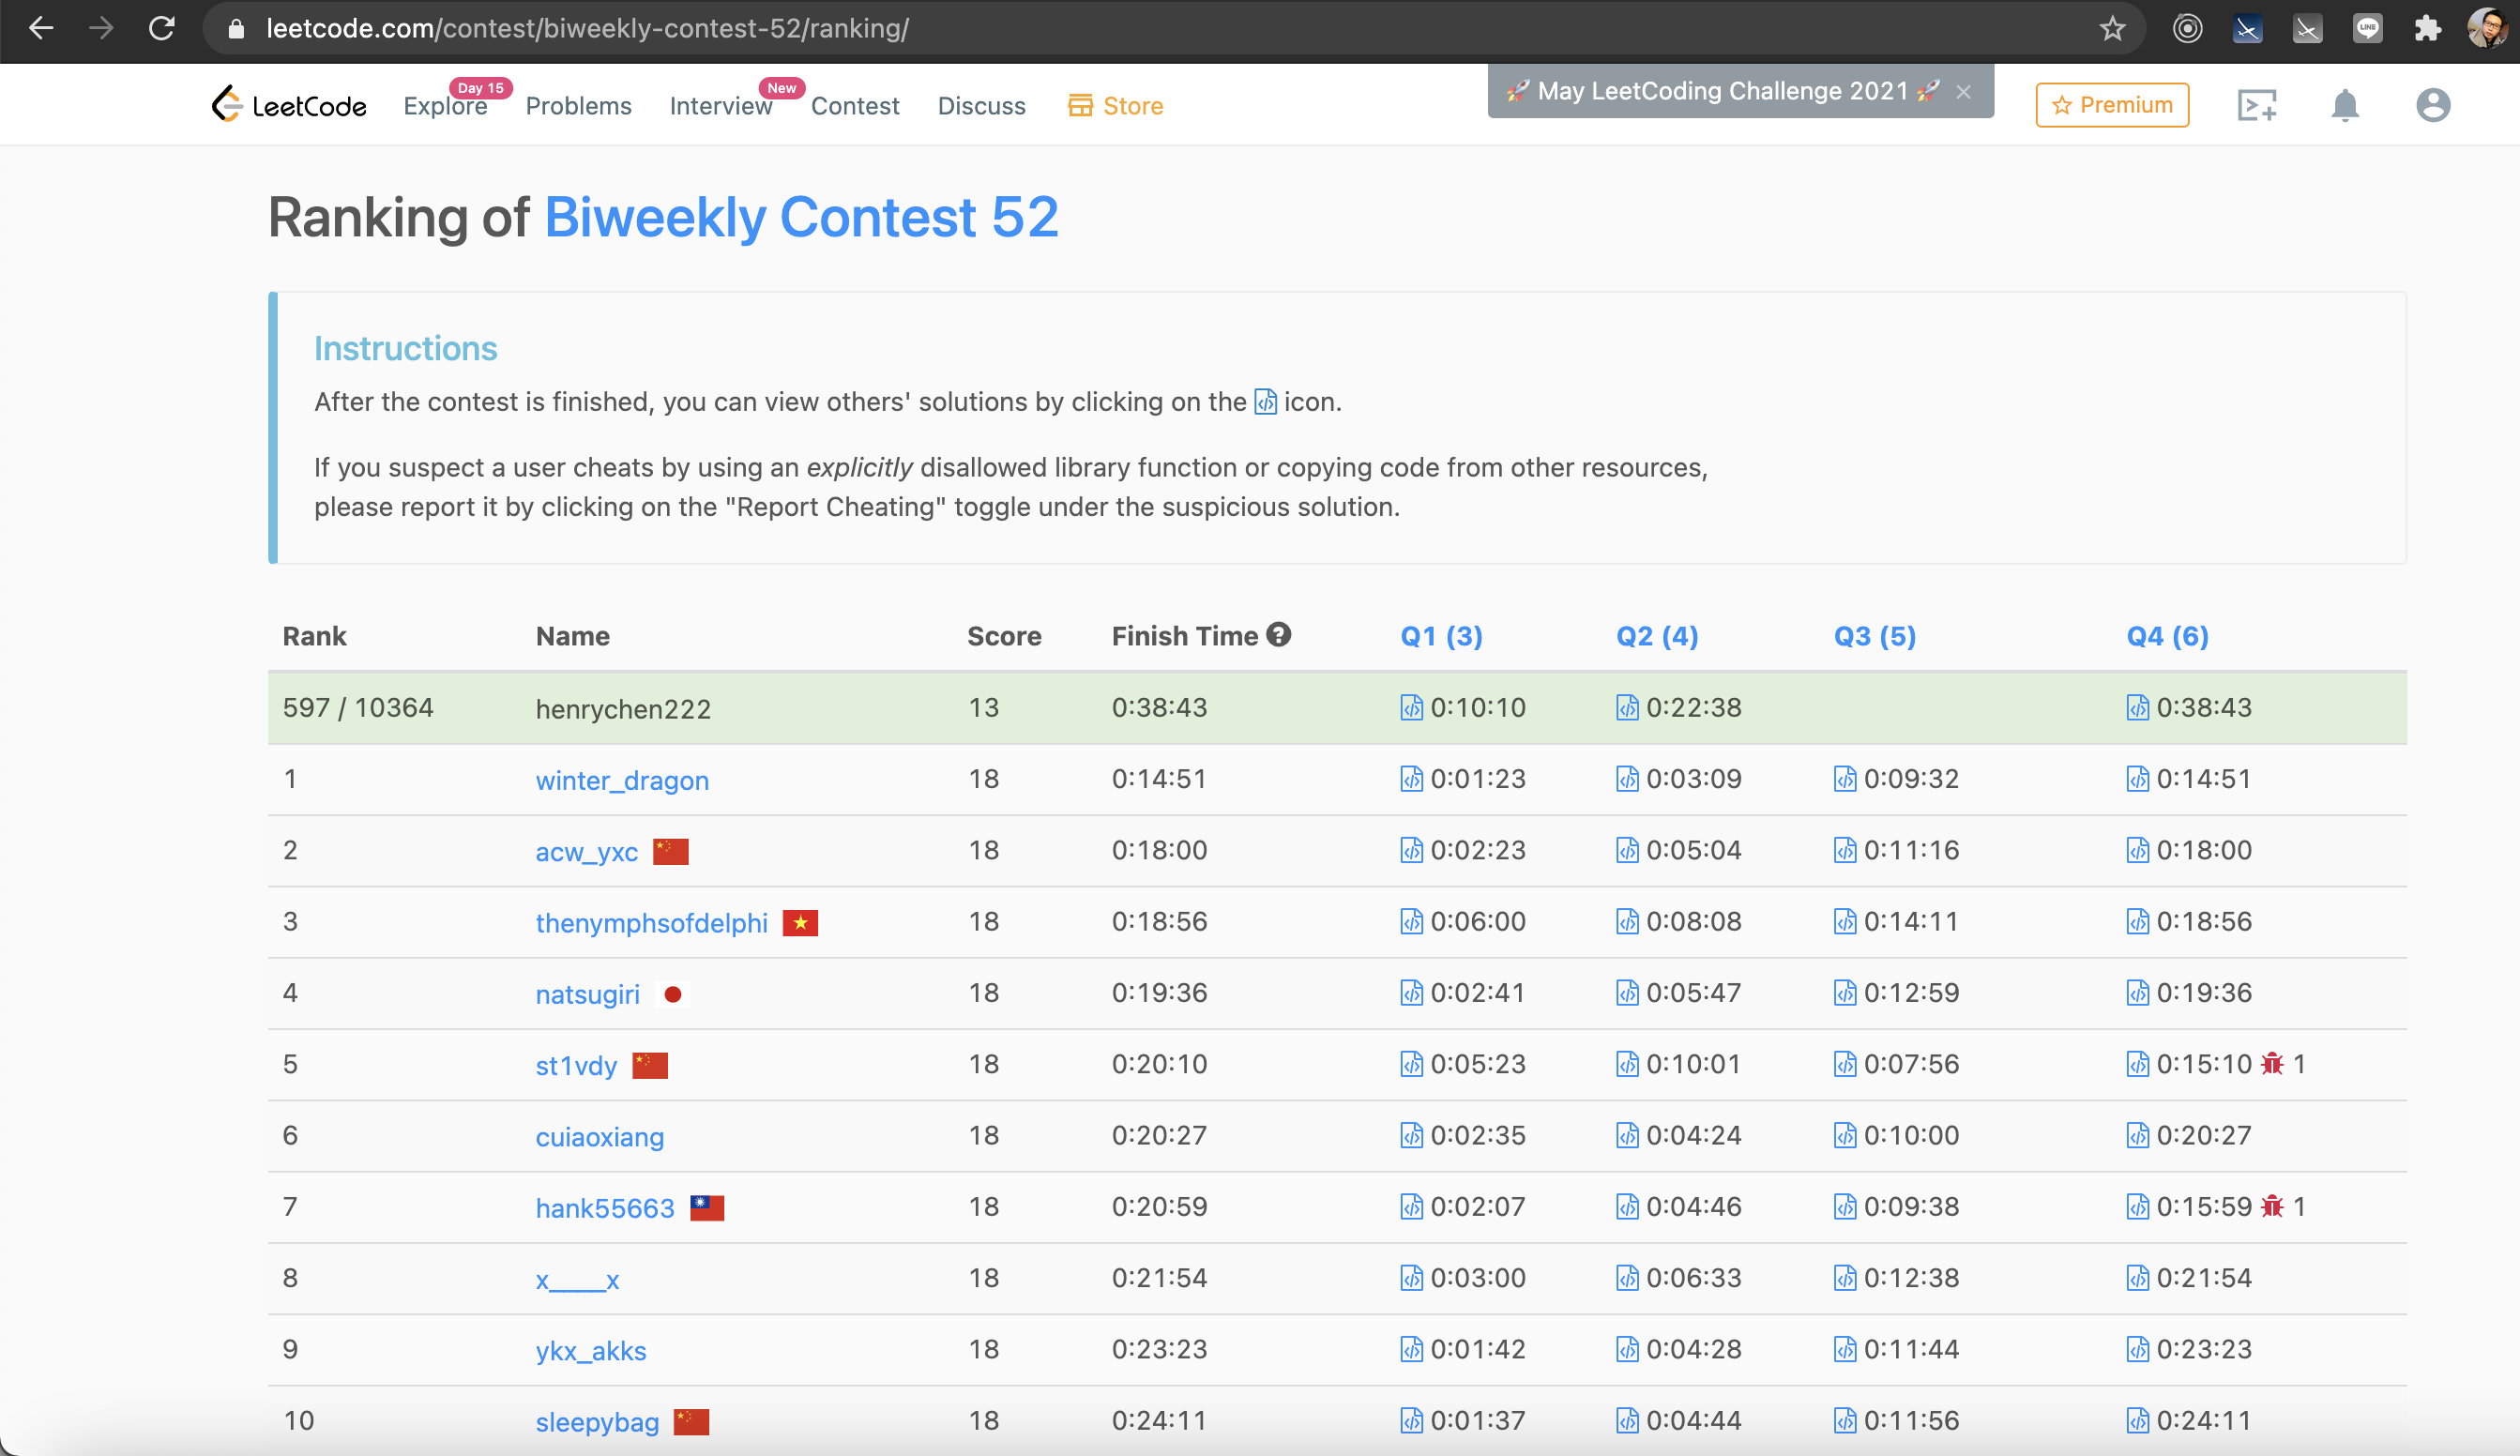 leetcode.com/contest/biweekly-contest-52/ranking/
LeetCode Explore Day 15 Problems Interview New Contest Discuss Store 🚀 May LeetCoding Challenge 2021 🚀 × Premium
Ranking of Biweekly Contest 52
Instructions
After the contest is finished, you can view others' solutions by clicking on the icon.
If you suspect a user cheats by using an explicitly disallowed library function or copying code from other resources,
please report it by clicking on the "Report Cheating" toggle under the suspicious solution.
Rank Name Score Finish Time Q1 (3) Q2 (4) Q3 (5) Q4 (6)
597 / 10364 henrychen222 13 0:38:43 0:10:10 0:22:38 0:38:43
1 winter_dragon 18 0:14:51 0:01:23 0:03:09 0:09:32 0:14:51
2 acw_yxc 18 0:18:00 0:02:23 0:05:04 0:11:16 0:18:00
3 thenymphsofdelphi 18 0:18:56 0:06:00 0:08:08 0:14:11 0:18:56
4 natsugiri 18 0:19:36 0:02:41 0:05:47 0:12:59 0:19:36
5 st1vdy 18 0:20:10 0:05:23 0:10:01 0:07:56 0:15:10 1
6 cuiaoxiang 18 0:20:27 0:02:35 0:04:24 0:10:00 0:20:27
7 hank55663 18 0:20:59 0:02:07 0:04:46 0:09:38 0:15:59 1
8 x____x 18 0:21:54 0:03:00 0:06:33 0:12:38 0:21:54
9 ykx_akks 18 0:23:23 0:01:42 0:04:28 0:11:44 0:23:23
10 sleepybag 18 0:24:11 0:01:37 0:04:44 0:11:56 0:24:11